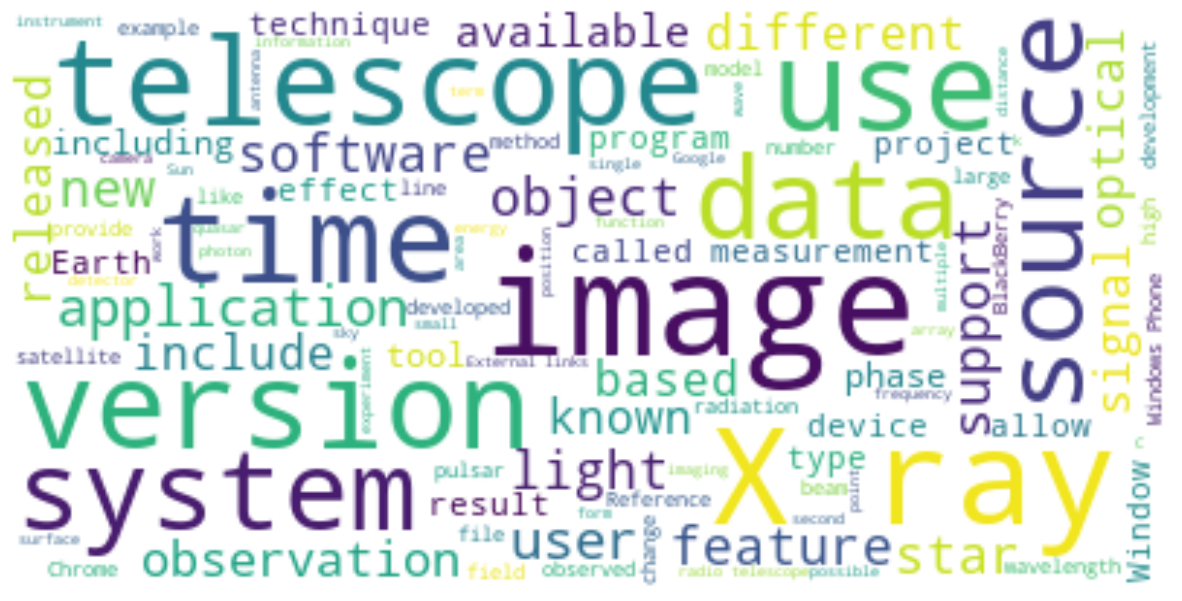 instrument
example
technique
information
available
different
telescope
use
source
antenna
term
model
wave
distance
optical
development
released
including
camera
Sun
software
method
program
single
Google
number
project
k
new
like
effect
line
object
data
large
provide
quasar
function
time
Earth
work
photon
energy
area
called
measurement
support
BlackBerry
high
detector
position
multiple
image
signal
Windows Phone
application
developed
small
sky
array
satellite
include
tool
External links
based
phase
frequency
version
experiment
known
radiation
device
allow
system
pulsar
light
imaging
X ray
type
c
result
Reference
beam
point
form
second
Window
surface
observation
file
user
change
feature
star
Chrome
field
observed
radio telescope
possible
wavelength